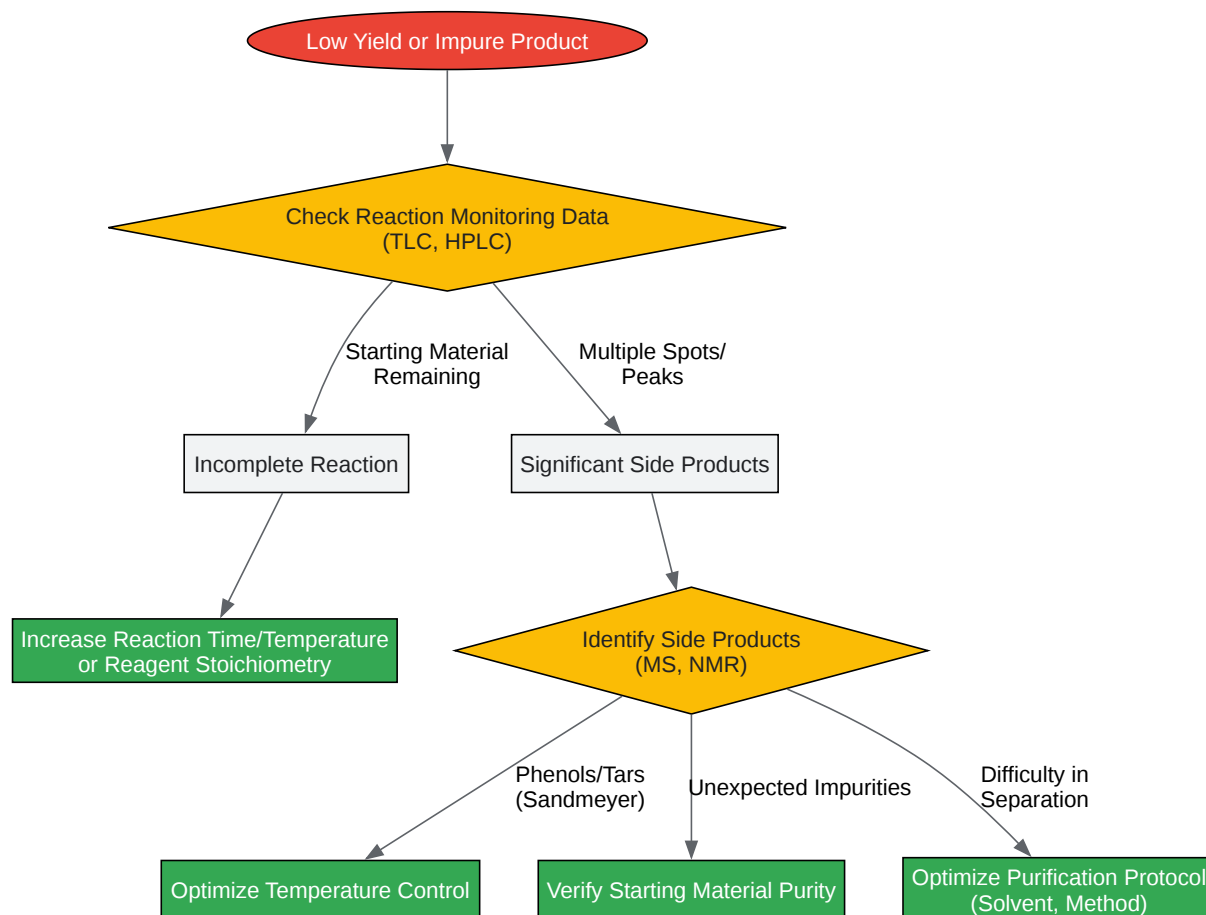 Low Yield or Impure Product
Check Reaction Monitoring Data
(TLC, HPLC)
Starting Material
Remaining
Multiple Spots/
Peaks
Incomplete Reaction
Significant Side Products
Increase Reaction Time/Temperature
or Reagent Stoichiometry
Identify Side Products
(MS, NMR)
Phenols/Tars
(Sandmeyer)
Unexpected Impurities
Difficulty in
Separation
Optimize Temperature Control
Verify Starting Material Purity
Optimize Purification Protocol
(Solvent, Method)